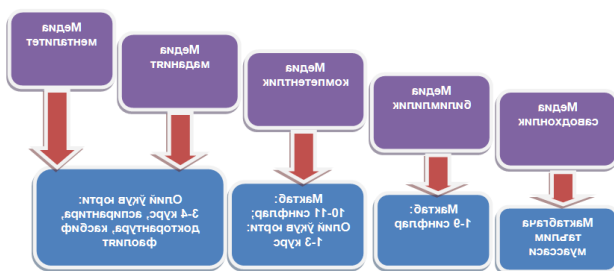 Медиа
саводхонлик
Медиа
билимлилик
Медиа
компетентлик
Медиа
маданият
Медиа
менталитет
Мактабгача
таълим
муассаси
Мактаб:
1-9 синфлар
Мактаб:
10-11 синфлар;
Олий ўқув юрти:
1-3 курс
Олий ўқув юрти:
3-4 курс, аспирантира,
докторантура, касбий
фаолият